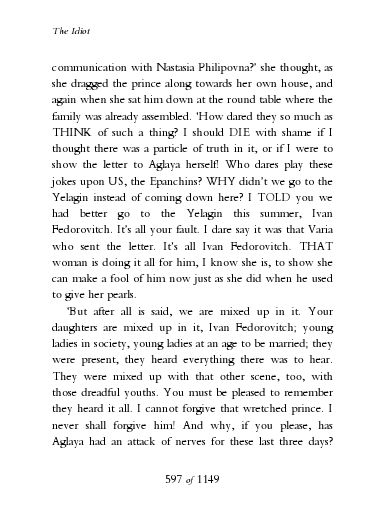 The Idiot
communication with Nastasia Philipovna?' she thought, as
she dragged the prince along towards her own house, and
again when she sat him down at the round table where the
family was already assembled. 'How dared they so much as
THINK of such a thing? I should DIE with shame if I
thought there was a particle of truth in it, or if I were to
show the letter to Aglaya herself! Who dares play these
jokes upon US, the Epanchins? WHY didn't we go to the
Yelagin instead of coming down here? I TOLD you we
had better go to the Yelagin this summer, Ivan
Fedorovitch. It's all your fault. I dare say it was that Varia
who sent the letter. It's all Ivan Fedorovitch. THAT
woman is doing it all for him, I know she is, to show she
can make a fool of him now just as she did when he used
to give her pearls.
'But after all is said, we are mixed up in it. Your
daughters are mixed up in it, Ivan Fedorovitch; young
ladies in society, young ladies at an age to be married; they
were present, they heard everything there was to hear.
They were mixed up with that other scene, too, with
those dreadful youths. You must be pleased to remember
they heard it all. I cannot forgive that wretched prince. I
never shall forgive him! And why, if you please, has
Aglaya had an attack of nerves for these last three days?
597 of 1149